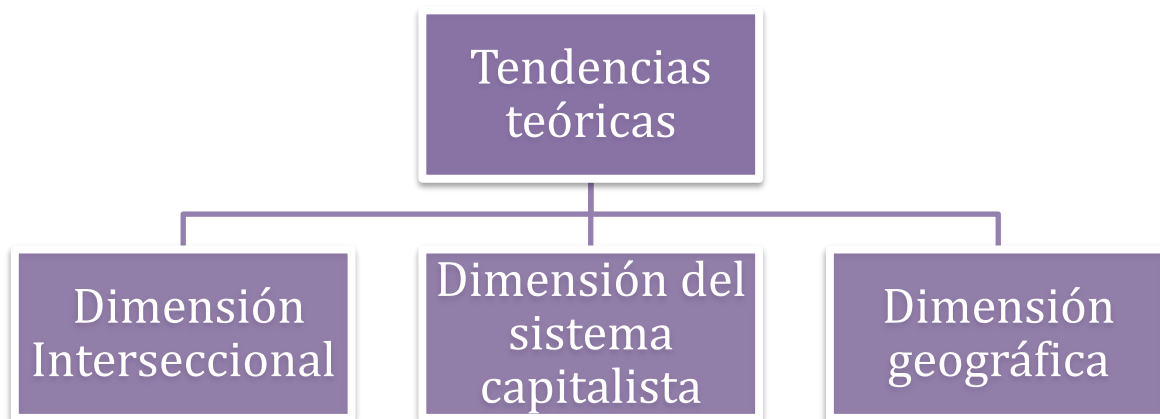 Tendencias
teóricas
Dimensión
Interseccional
Dimensión del
sistema
capitalista
Dimensión
geográfica